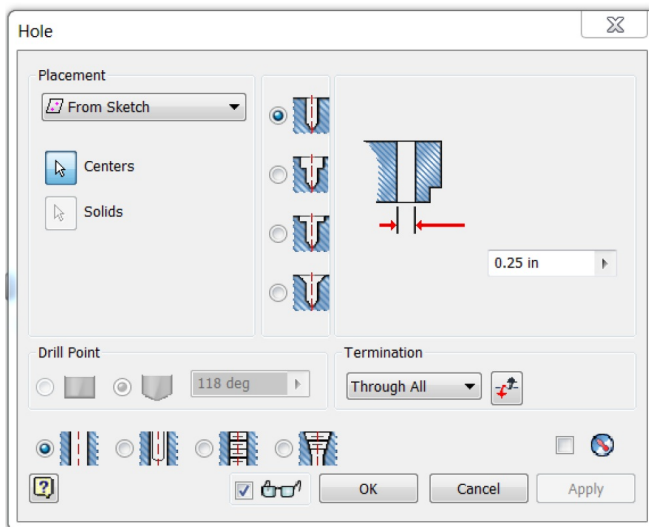 Hole
Placement
From Sketch
Centers
Solids
0.25 in
Drill Point
118 deg
Termination
Through All
OK
Cancel
Apply